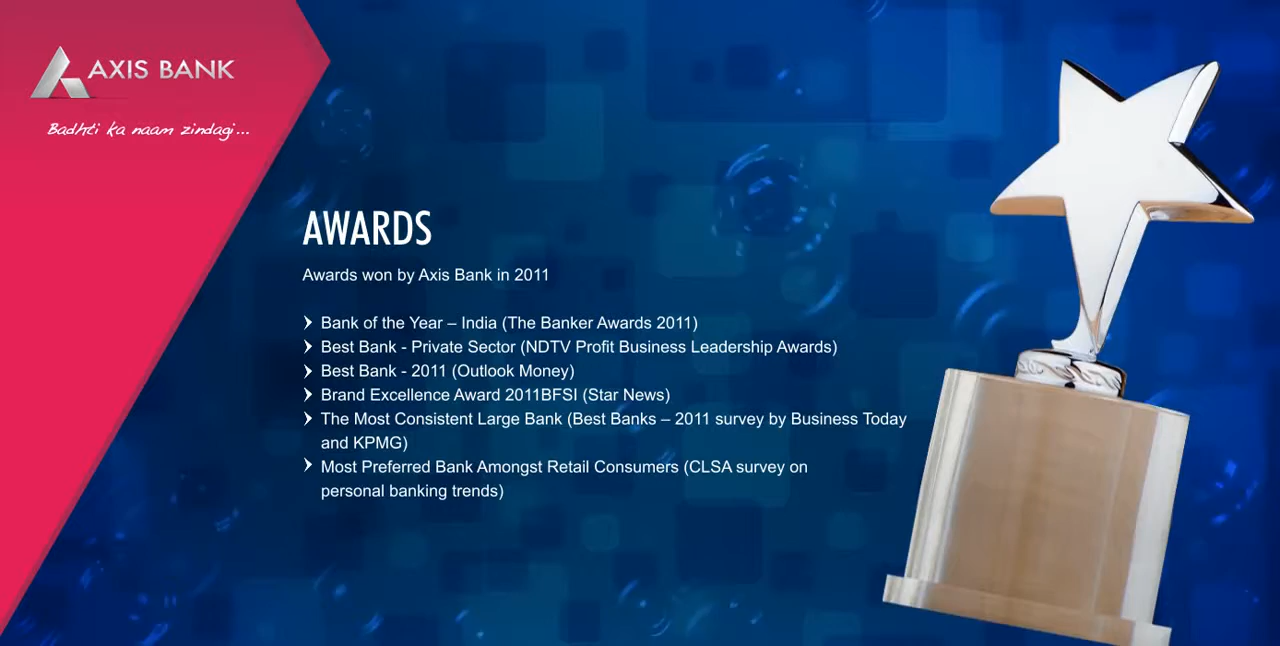 AXIS BANK
Badhti ka naam zindagi...
AWARDS
Awards won by Axis Bank in 2011
Bank of the Year – India (The Banker Awards 2011)
Best Bank - Private Sector (NDTV Profit Business Leadership Awards)
Best Bank - 2011 (Outlook Money)
Brand Excellence Award 2011BFSI (Star News)
The Most Consistent Large Bank (Best Banks – 2011 survey by Business Today
and KPMG)
Most Preferred Bank Amongst Retail Consumers (CLSA survey on
personal banking trends)